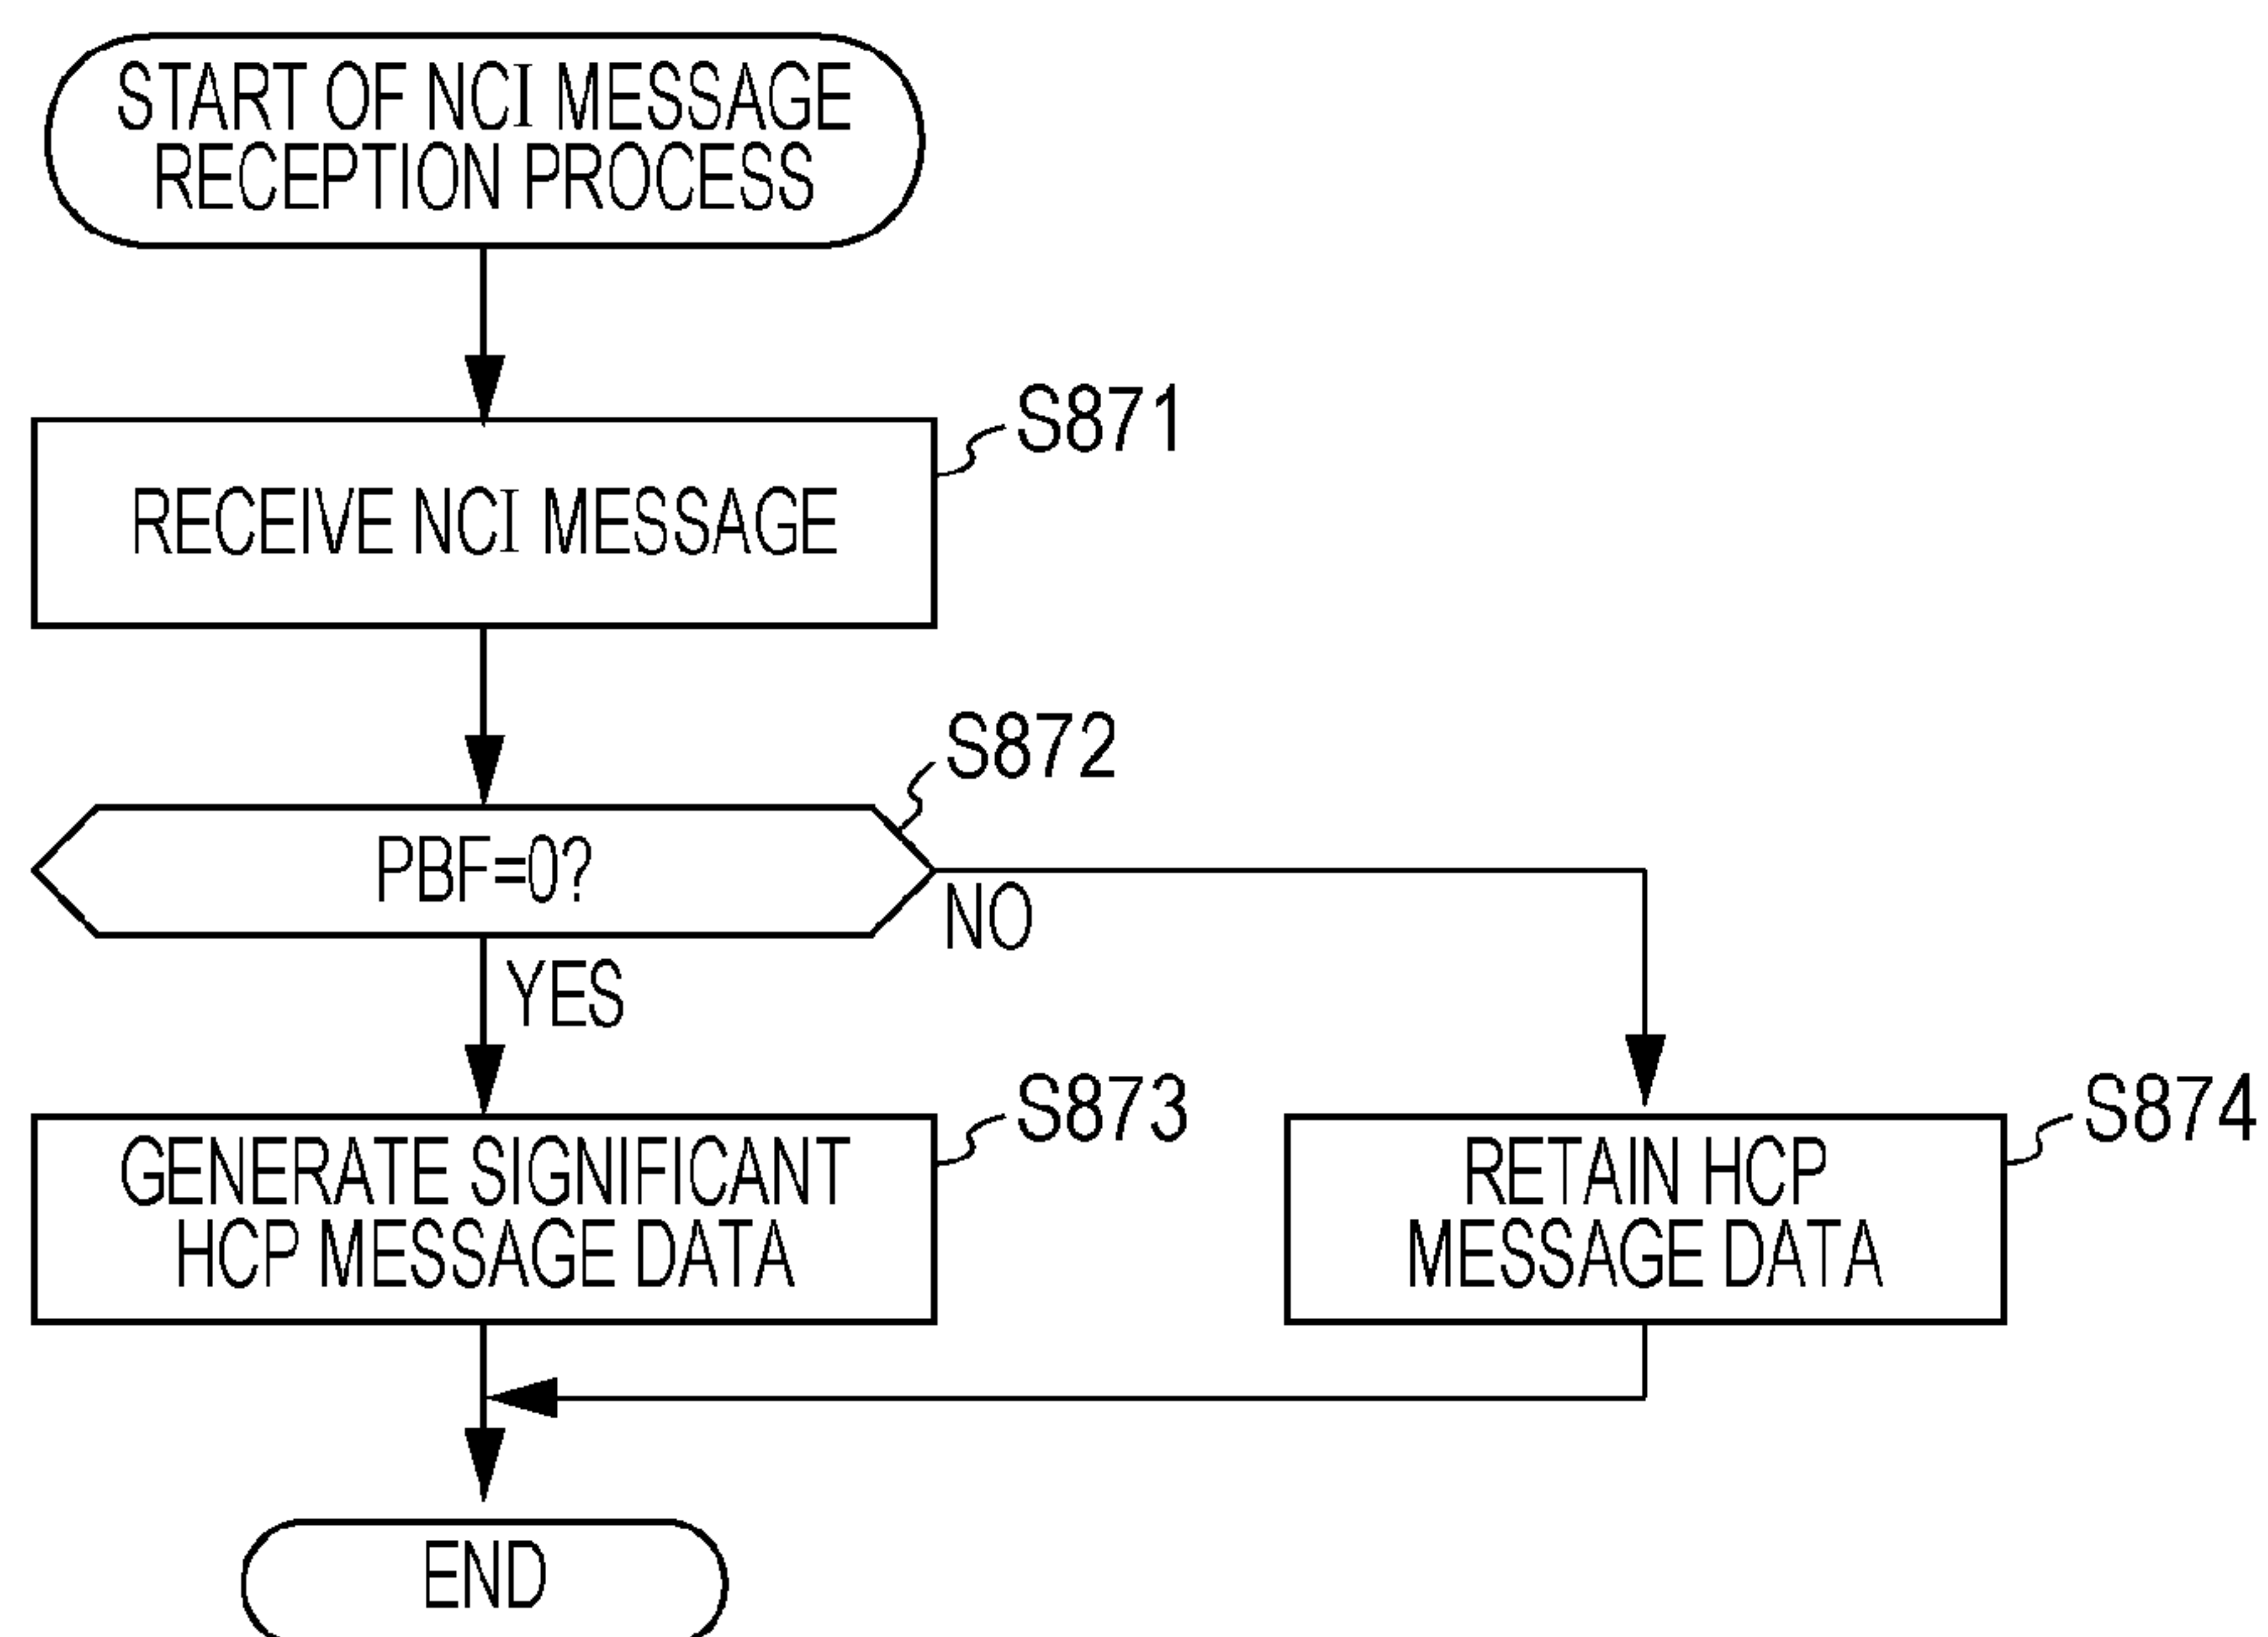 START OF NCI MESSAGE
RECEPTION PROCESS
S871
RECEIVE NCI MESSAGE
S872
PBF=0?
NO
YES
S873
GENERATE SIGNIFICANT
HCP MESSAGE DATA
S874
RETAIN HCP
MESSAGE DATA
END